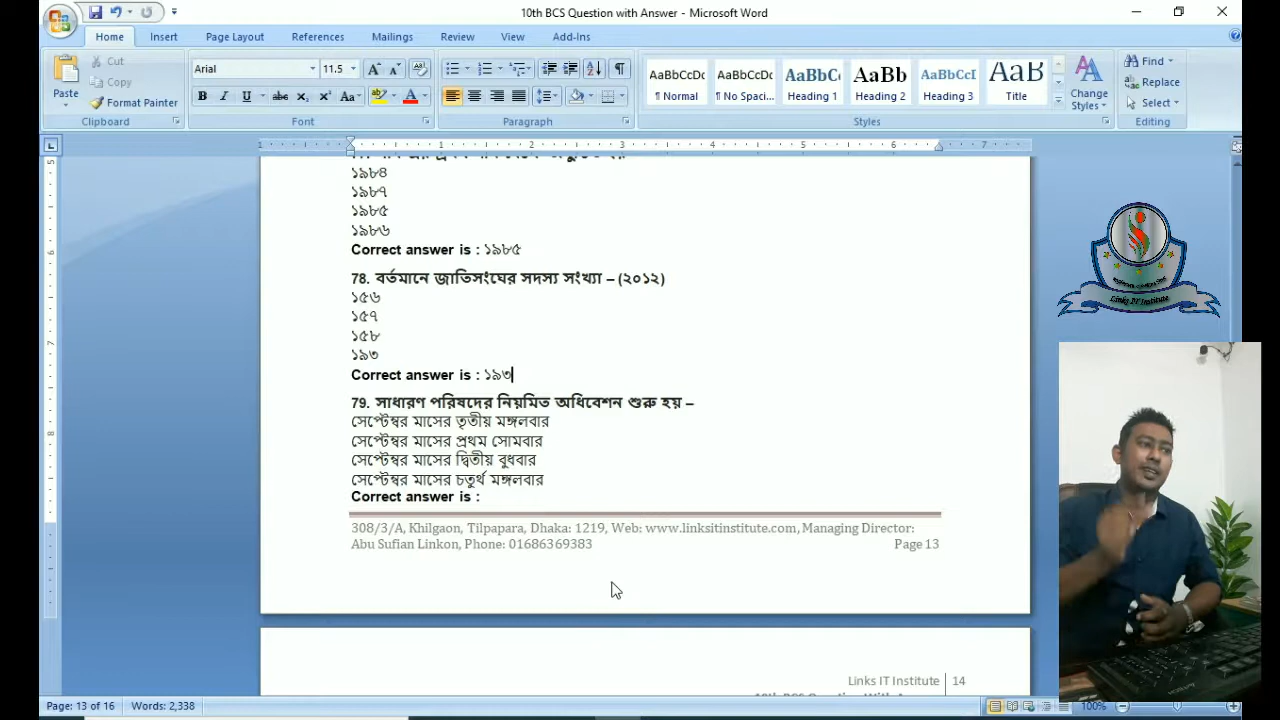 10th BCS Question with Answer - Microsoft Word
Home Insert Page Layout References Mailings Review View Add-Ins
Paste
Cut
Copy
Format Painter
Clipboard
Arial 11.5
Font
Paragraph
AaBbCcDc AaBbCcDc AaBbC AaBb AaBbCcD AaB
¶ Normal ¶ No Spaci... Heading 1 Heading 2 Heading 3 Title
Styles
Change Styles
Find
Replace
Select
Editing
১৯৮৪
১৯৮৭
১৯৮৫
১৯৮৬
Correct answer is : ১৯৮৫
78. বর্তমানে জাতিসংঘের সদস্য সংখ্যা – (২০১২)
১৫৬
১৫৭
১৫৮
১৯৩
Correct answer is : ১৯৩
79. সাধারণ পরিষদের নিয়মিত অধিবেশন শুরু হয় –
সেপ্টেম্বর মাসের তৃতীয় মঙ্গলবার
সেপ্টেম্বর মাসের প্রথম সোমবার
সেপ্টেম্বর মাসের দ্বিতীয় বুধবার
সেপ্টেম্বর মাসের চতুর্থ মঙ্গলবার
Correct answer is :
308/3/A, Khilgaon, Tilpapara, Dhaka: 1219, Web: www.linksitinstitute.com, Managing Director:
Abu Sufian Linkon, Phone: 01686369383 Page 13
Links IT Institute 14
Links IT Institute
Page: 13 of 16 Words: 2,338 100%